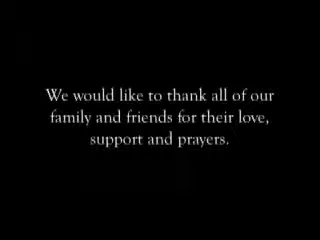 We would like to thank all of our
family and friends for their love,
support and prayers.